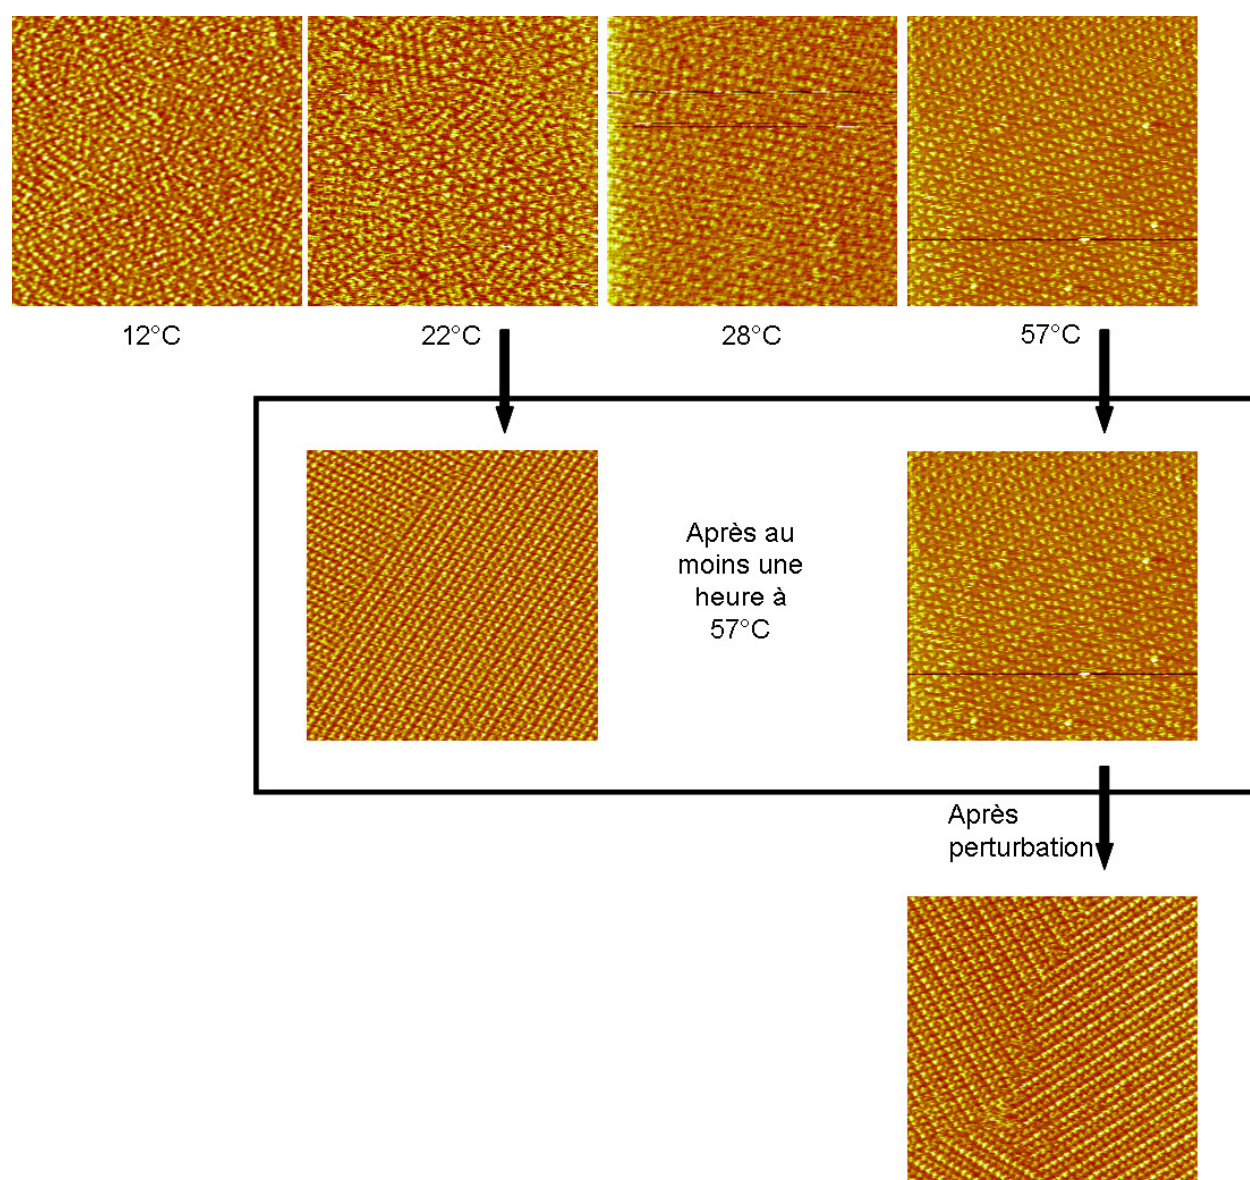 12°C
22°C
28°C
57°C
Après au
moins une
heure à
57°C
Après
perturbation